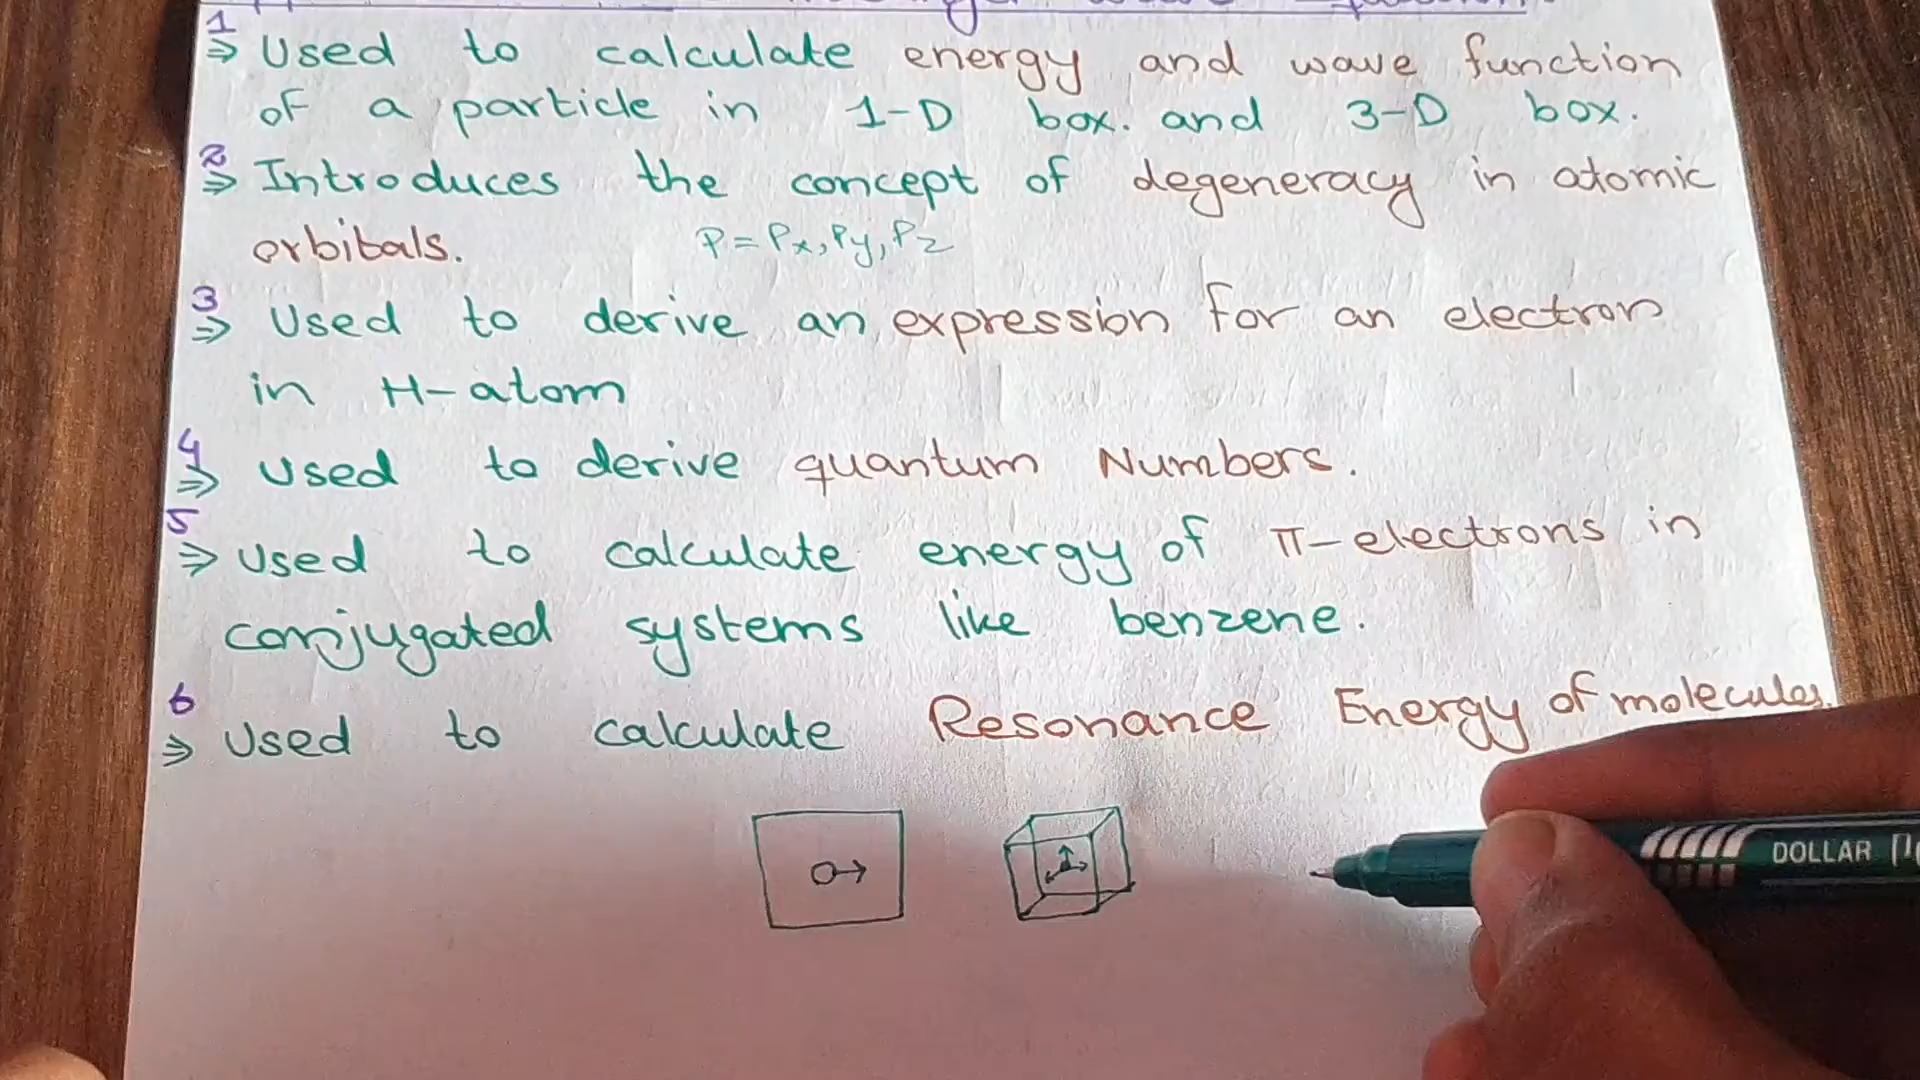 1
⇒ Used to calculate energy and wave function
of a particle in 1-D box. and 3-D box.
2
⇒ Introduces the concept of degeneracy in atomic
orbitals. P = Px, Py, Pz
3
⇒ Used to derive an expression for an electron
in H-atom
4
⇒ Used to derive quantum Numbers.
5
⇒ Used to calculate energy of π-electrons in
conjugated systems like benzene.
6
⇒ Used to calculate Resonance Energy of molecules.
DOLLAR